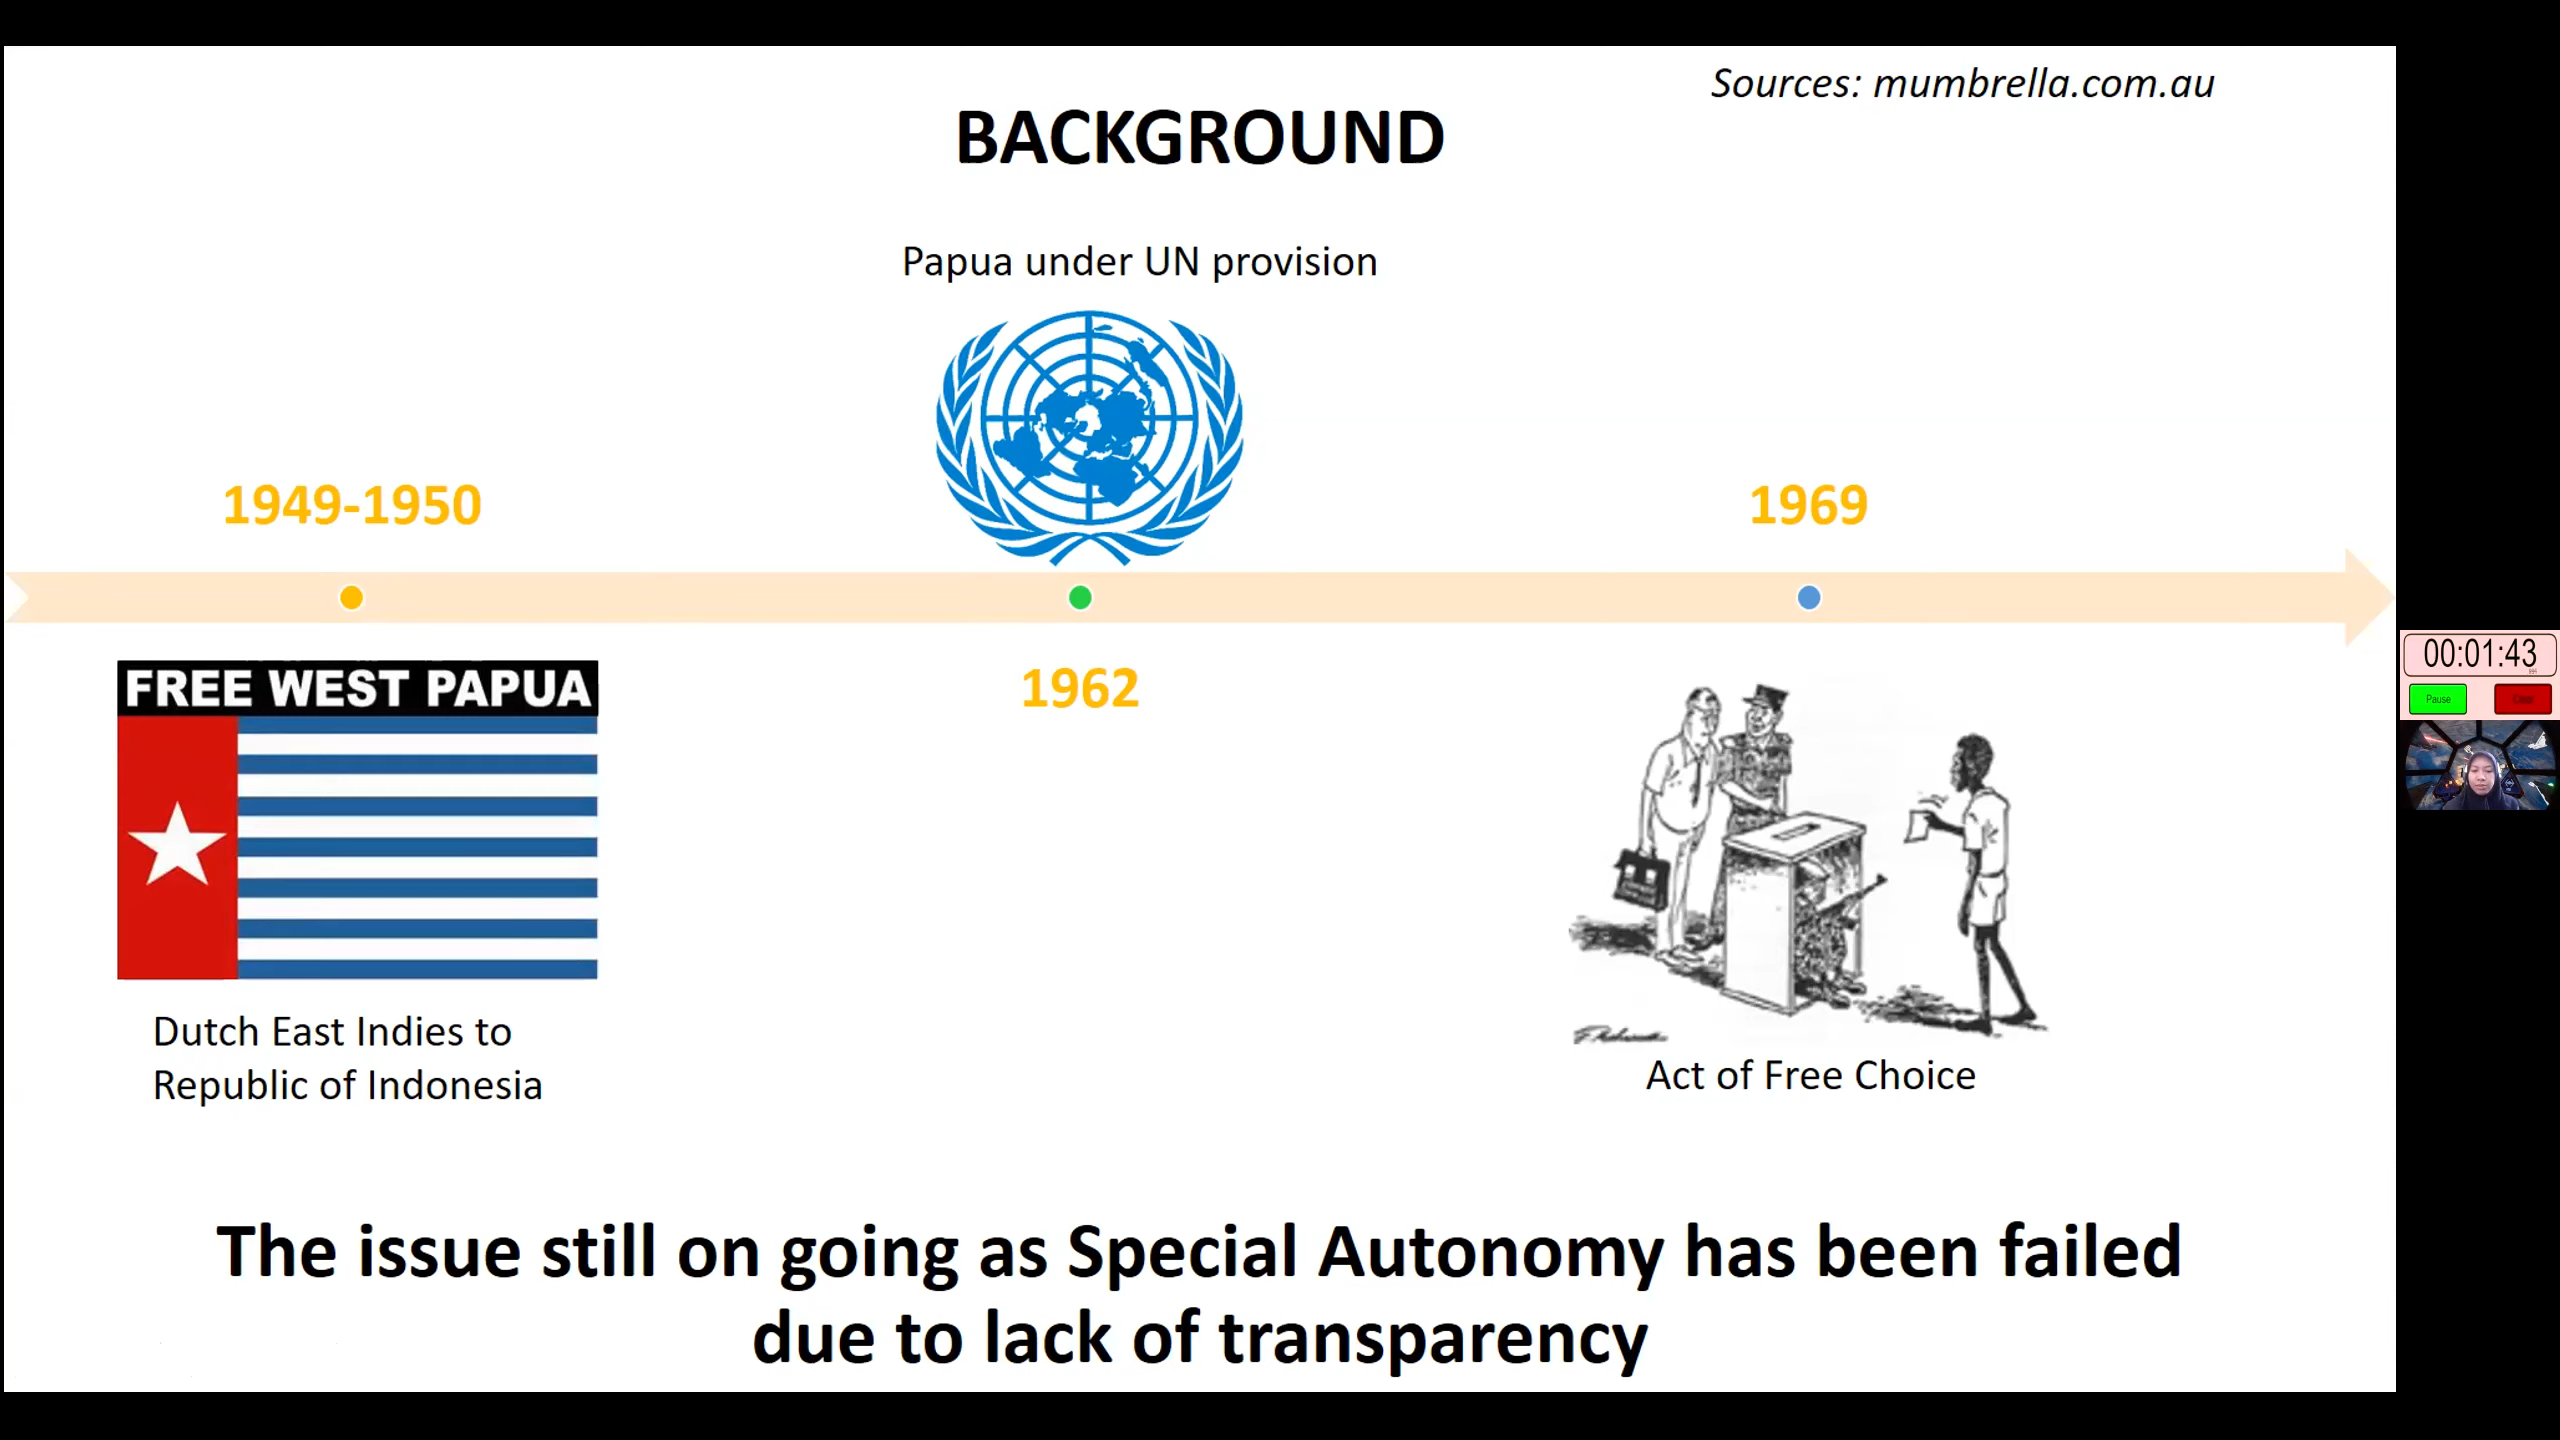 Sources: mumbrella.com.au
BACKGROUND
Papua under UN provision
1949-1950
1969
FREE WEST PAPUA
1962
Dutch East Indies to
Republic of Indonesia
Act of Free Choice
The issue still on going as Special Autonomy has been failed
due to lack of transparency
00:01:43
Pause
Clear